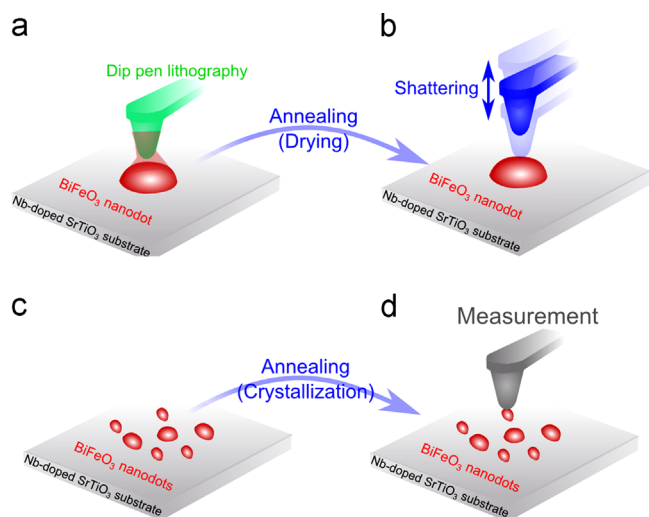 a
Dip pen lithography
BiFeO₃ nanodot
Nb-doped SrTiO₃ substrate
Annealing
(Drying)
b
Shattering
BiFeO₃ nanodot
Nb-doped SrTiO₃ substrate
c
BiFeO₃ nanodots
Nb-doped SrTiO₃ substrate
Annealing
(Crystallization)
d
Measurement
BiFeO₃ nanodots
Nb-doped SrTiO₃ substrate